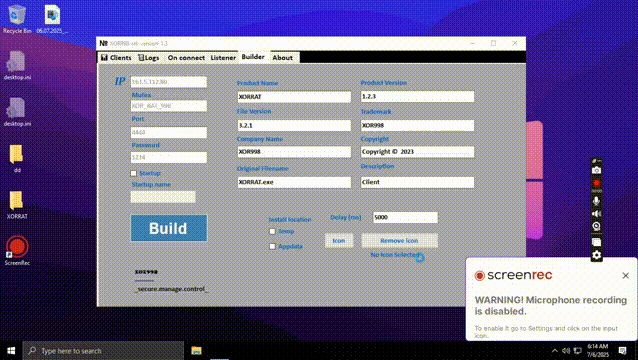 Recycle Bin
06.07.2025_...
desktop.ini
desktop.ini
dd
XORRAT
ScreenRec
XOR998 rat version 1.3
Clients Logs On connect Listener Builder About
IP
Mutex
XOR_RAT_998
Port
4444
Password
1234
Startup
Startup name
Build
Product Name
XORRAT
File Version
3.2.1
Company Name
XOR998
Original Filename
XORRAT.exe
Product Version
1.2.3
Trademark
XOR998
Copyright
Copyright © 2023
Description
Client
Install location
Temp
Appdata
Delay (ms)
5000
Icon
Remove Icon
No Icon Selected
XOR998
_secure.manage.control_
screenrec
WARNING! Microphone recording
is disabled.
To enable it go to Settings and click on the input
icon.
Type here to search
6:14 AM
7/6/2025